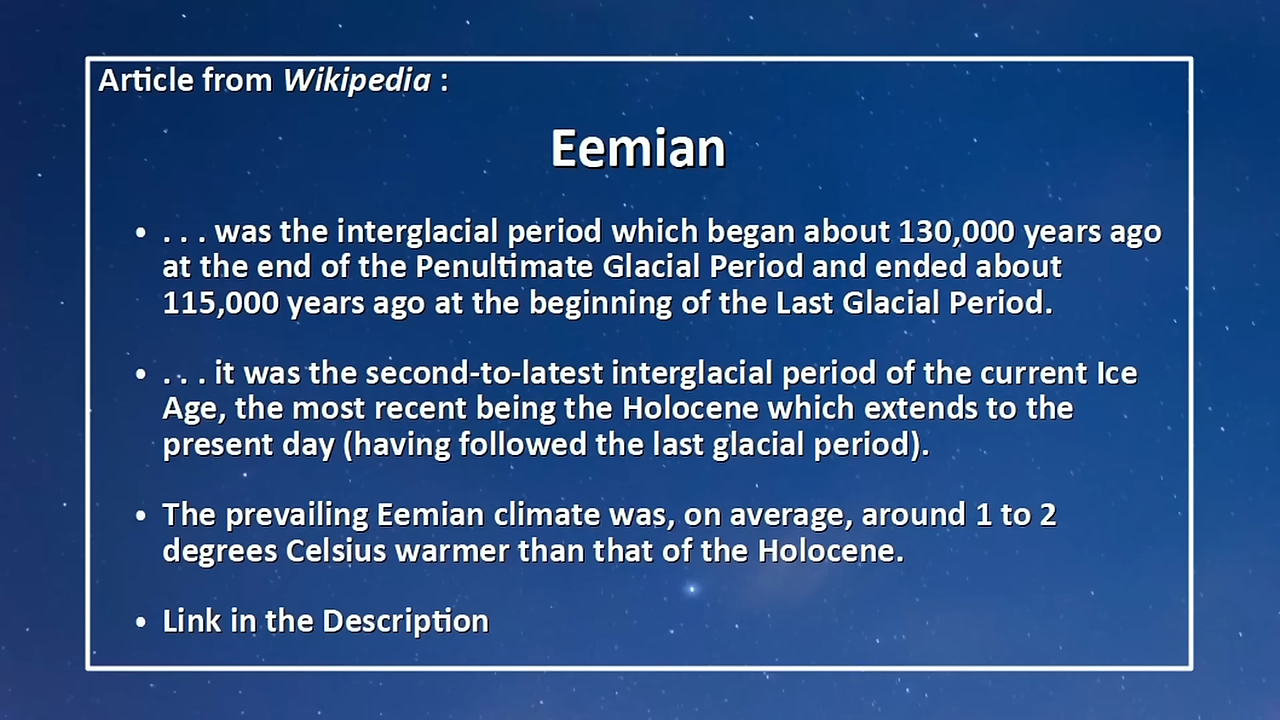 Article from Wikipedia :
Eemian
• . . . was the interglacial period which began about 130,000 years ago
at the end of the Penultimate Glacial Period and ended about
115,000 years ago at the beginning of the Last Glacial Period.
• . . . it was the second-to-latest interglacial period of the current Ice
Age, the most recent being the Holocene which extends to the
present day (having followed the last glacial period).
• The prevailing Eemian climate was, on average, around 1 to 2
degrees Celsius warmer than that of the Holocene.
• Link in the Description